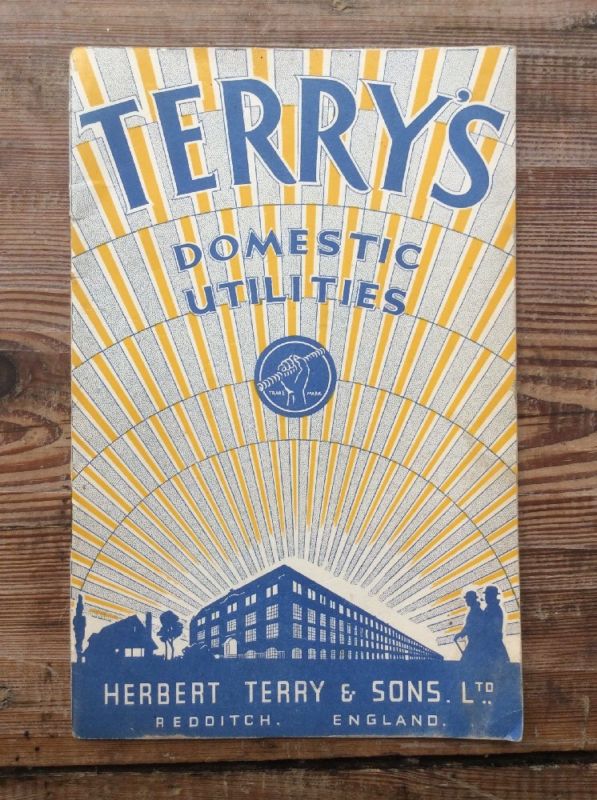 TERRY'S
DOMESTIC
UTILITIES
TRADE MARK
HERBERT TERRY & SONS. LTD.
REDDITCH. ENGLAND.